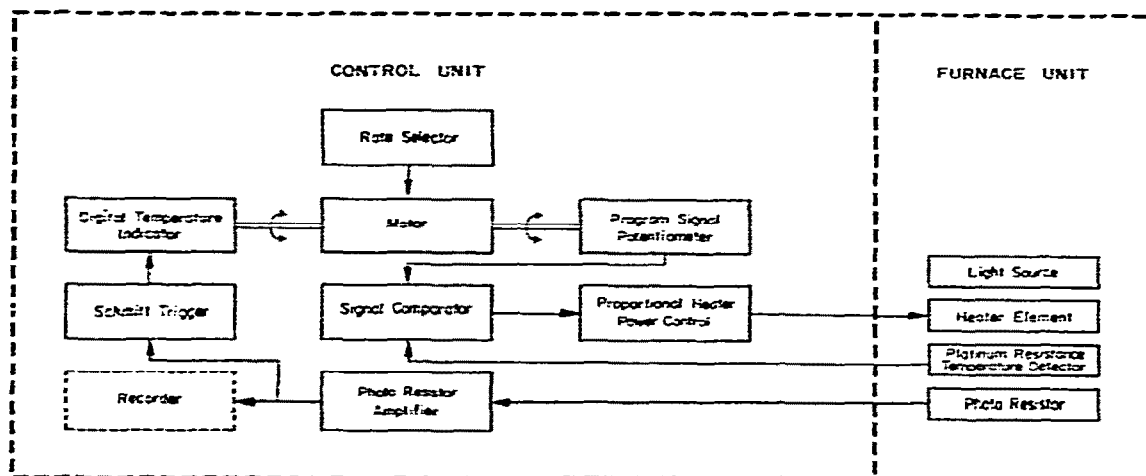 CONTROL UNIT
FURNACE UNIT
Rate Selector
Digital Temperature
Indicator
Motor
Program Signal
Potentiometer
Light Source
Schmitt Trigger
Signal Comparator
Proportional Heater
Power Control
Heater Element
Platinum Resistance
Temperature Detector
Recorder
Photo Resistor
Amplifier
Photo Resistor